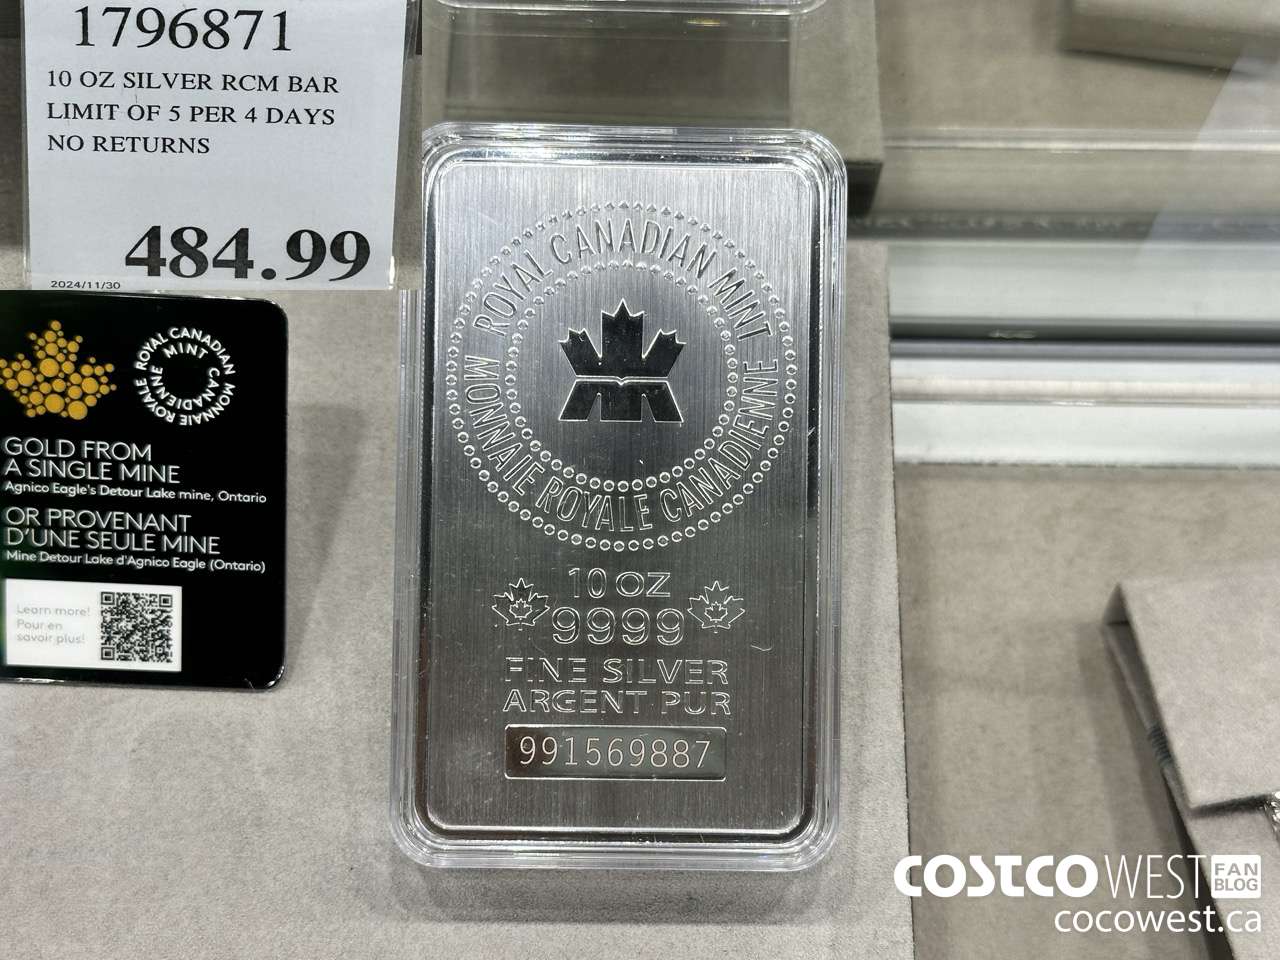 1796871
10 OZ SILVER RCM BAR
LIMIT OF 5 PER 4 DAYS
NO RETURNS
484.99
2024/11/30
ROYAL CANADIAN MINT
MONNAIE ROYALE CANADIENNE
GOLD FROM
A SINGLE MINE
Agnico Eagle's Detour Lake mine, Ontario
OR PROVENANT
D'UNE SEULE MINE
Mine Detour Lake d'Agnico Eagle (Ontario)
Learn more!
Pour en
savoir plus!
ROYAL CANADIAN MINT
MONNAIE ROYALE CANADIENNE
10 OZ
9999
FINE SILVER
ARGENT PUR
991569887
COSTCO WEST FAN
BLOG
cocowest.ca